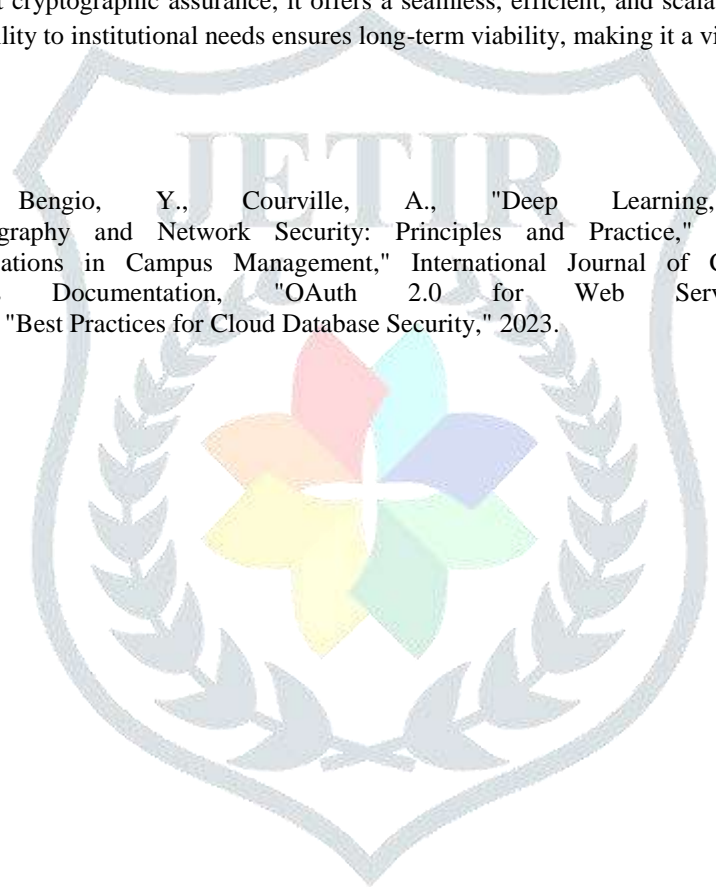 t cryptographic assurance, it offers a seamless, efficient, and scala
ility to institutional needs ensures long-term viability, making it a vi
JETIR
Bengio, Y., Courville, A., "Deep Learning,
graphy and Network Security: Principles and Practice,"
ations in Campus Management," International Journal of C
Documentation, "OAuth 2.0 for Web Serv
"Best Practices for Cloud Database Security," 2023.